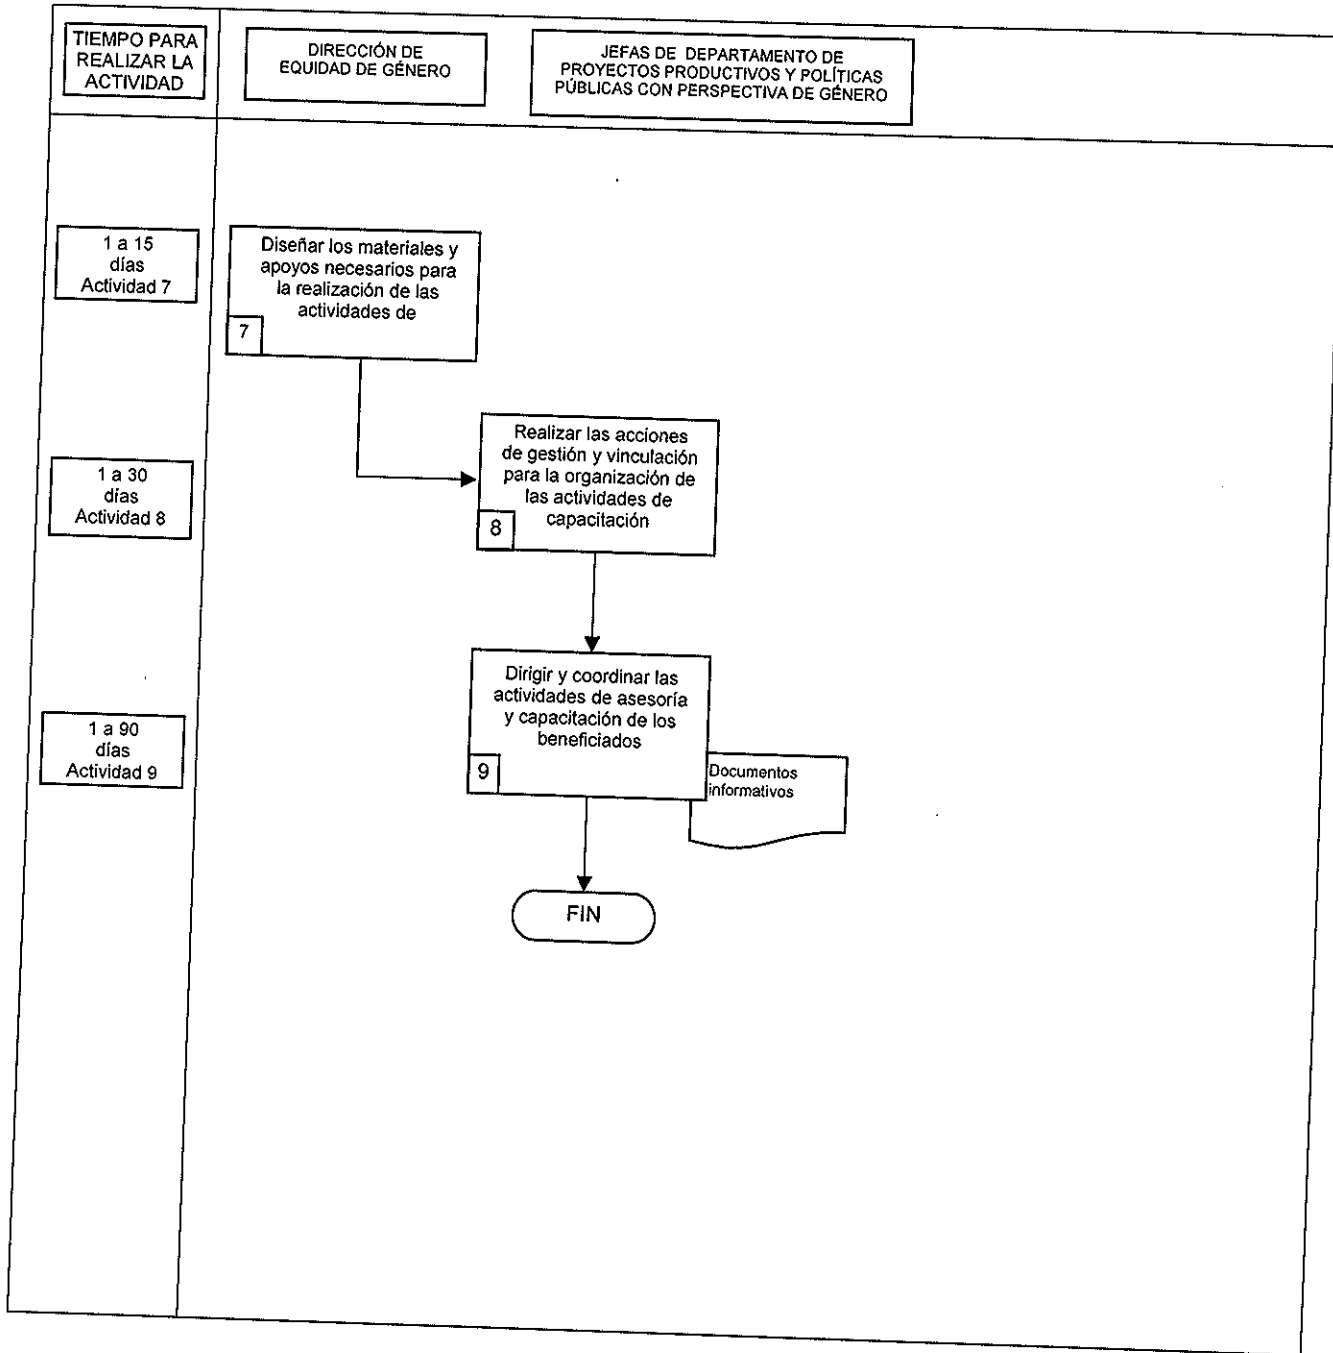 TIEMPO PARA
REALIZAR LA
ACTIVIDAD
DIRECCIÓN DE
EQUIDAD DE GÉNERO
JEFAS DE DEPARTAMENTO DE
PROYECTOS PRODUCTIVOS Y POLÍTICAS
PÚBLICAS CON PERSPECTIVA DE GÉNERO
1 a 15
días
Actividad 7
Diseñar los materiales y
apoyos necesarios para
la realización de las
actividades de
7
1 a 30
días
Actividad 8
Realizar las acciones
de gestión y vinculación
para la organización de
las actividades de
capacitación
8
1 a 90
días
Actividad 9
Dirigir y coordinar las
actividades de asesoría
y capacitación de los
beneficiados
9
Documentos
informativos
FIN